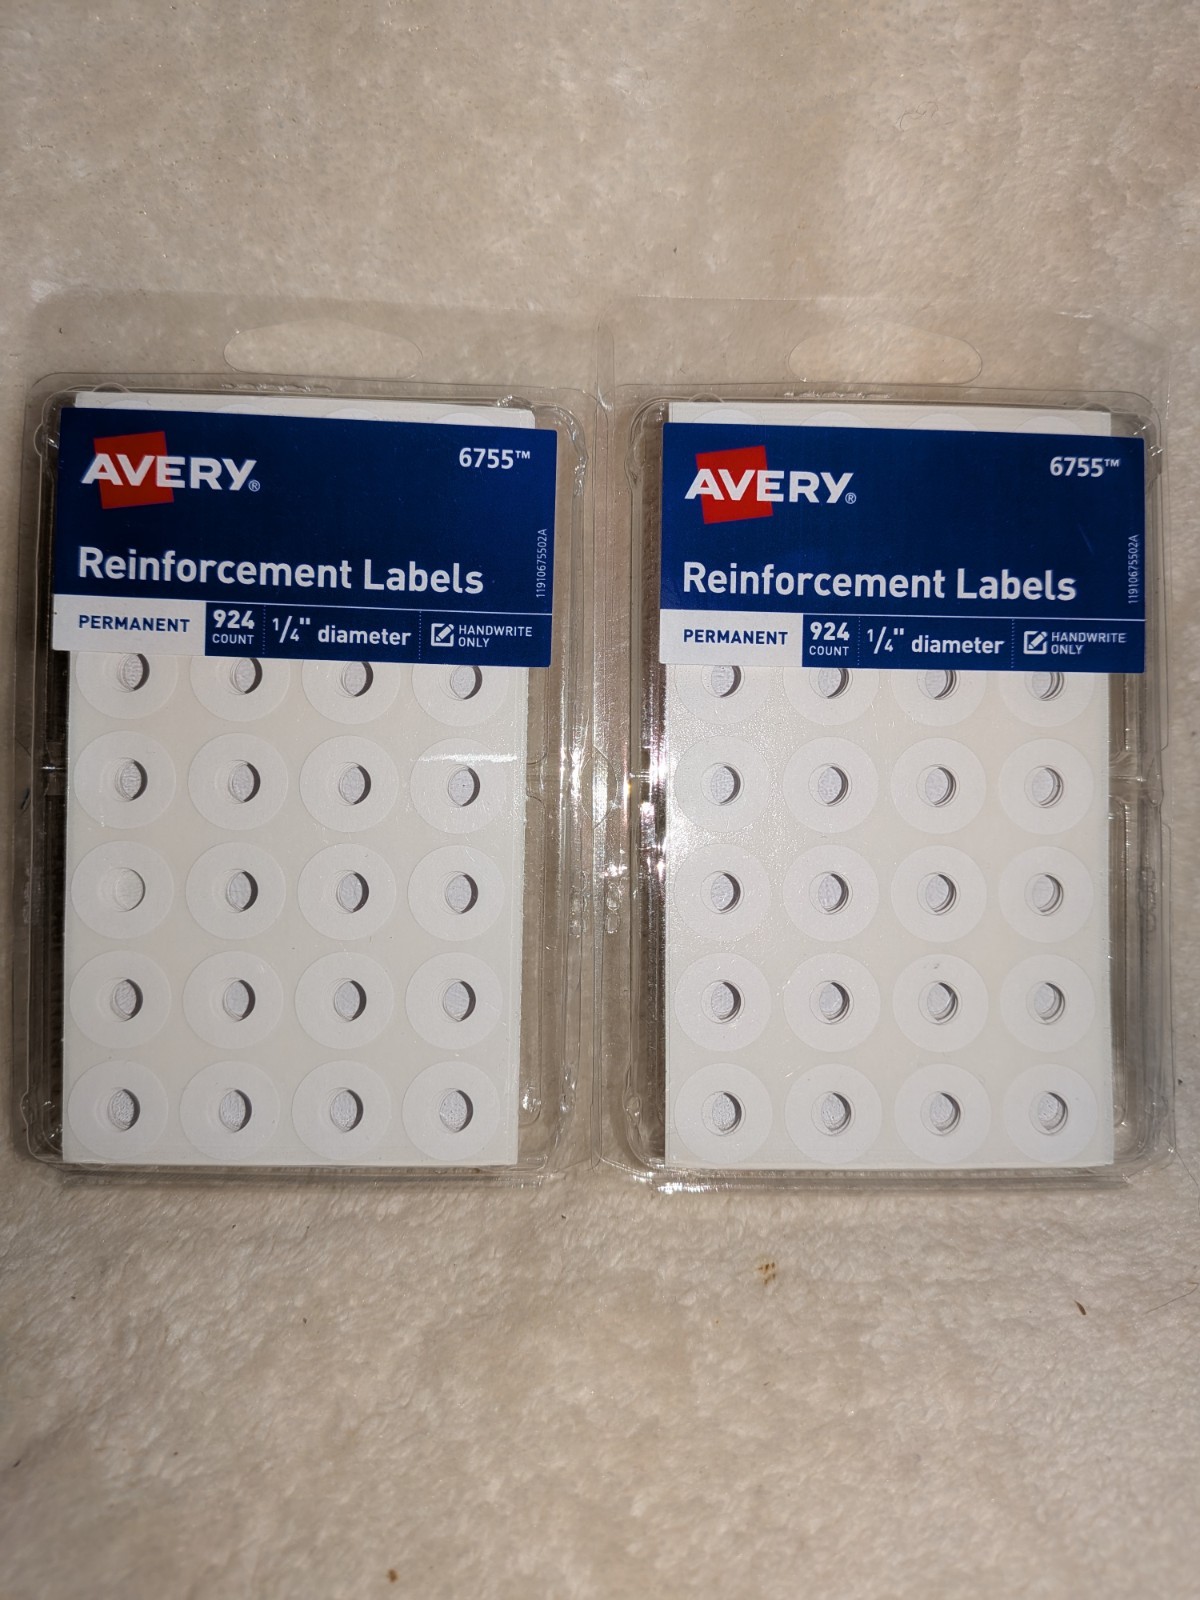 AVERY®
6755™
Reinforcement Labels
11910675502A
PERMANENT
924
COUNT
1/4" diameter
HANDWRITE
ONLY
AVERY®
6755™
Reinforcement Labels
11910675502A
PERMANENT
924
COUNT
1/4" diameter
HANDWRITE
ONLY